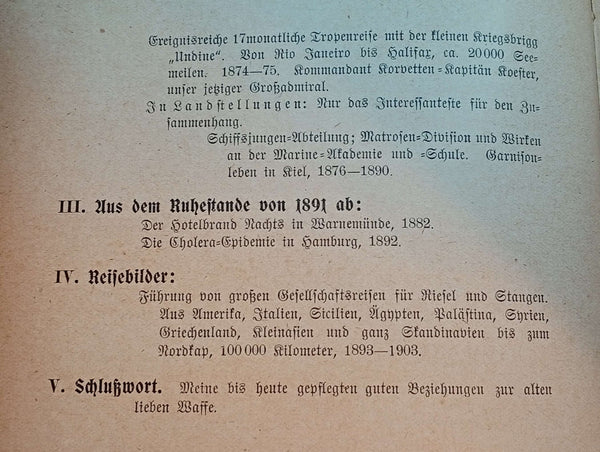 Ereignisreiche 17monatliche Tropenreise mit der kleinen Kriegsbrigg
„Undine". Von Rio Janeiro bis Halifax, ca. 20 000 See-
meilen. 1874—75. Kommandant Korvetten-Kapitän Koester,
unser jetziger Großadmiral.
In Landstellungen: Nur das Interessanteste für den Zu-
sammenhang.
Schiffsjungen-Abteilung; Matrosen-Division und Wirken
an der Marine-Akademie und -Schule. Garnison-
leben in Kiel, 1876—1890.
III. Aus dem Ruhestande von 1891 ab:
Der Hotelbrand Nachts in Warnemünde, 1882.
Die Cholera-Epidemie in Hamburg, 1892.
IV. Reisebilder:
Führung von großen Gesellschaftsreisen für Riesel und Stangen.
Aus Amerika, Italien, Sicilien, Ägypten, Palästina, Syrien,
Griechenland, Kleinasien und ganz Skandinavien bis zum
Nordkap, 100 000 Kilometer, 1893—1903.
V. Schlußwort. Meine bis heute gepflegten guten Beziehungen zur alten
lieben Waffe.